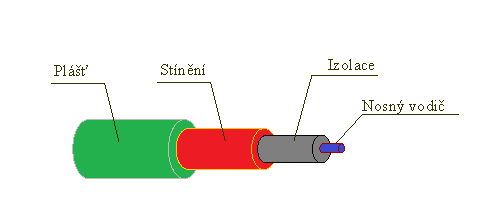 Plášť
Stínění
Izolace
Nosný vodič